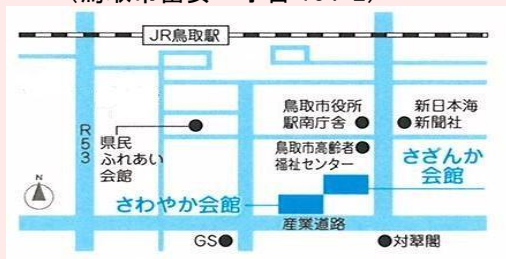 JR鳥取駅
鳥取市役所
駅南庁舎
新日本海
新聞社
R53
県民
ふれあい
会館
鳥取市高齢者
福祉センター
さざんか
会館
N
さわやか会館
産業道路
GS
対翠閣